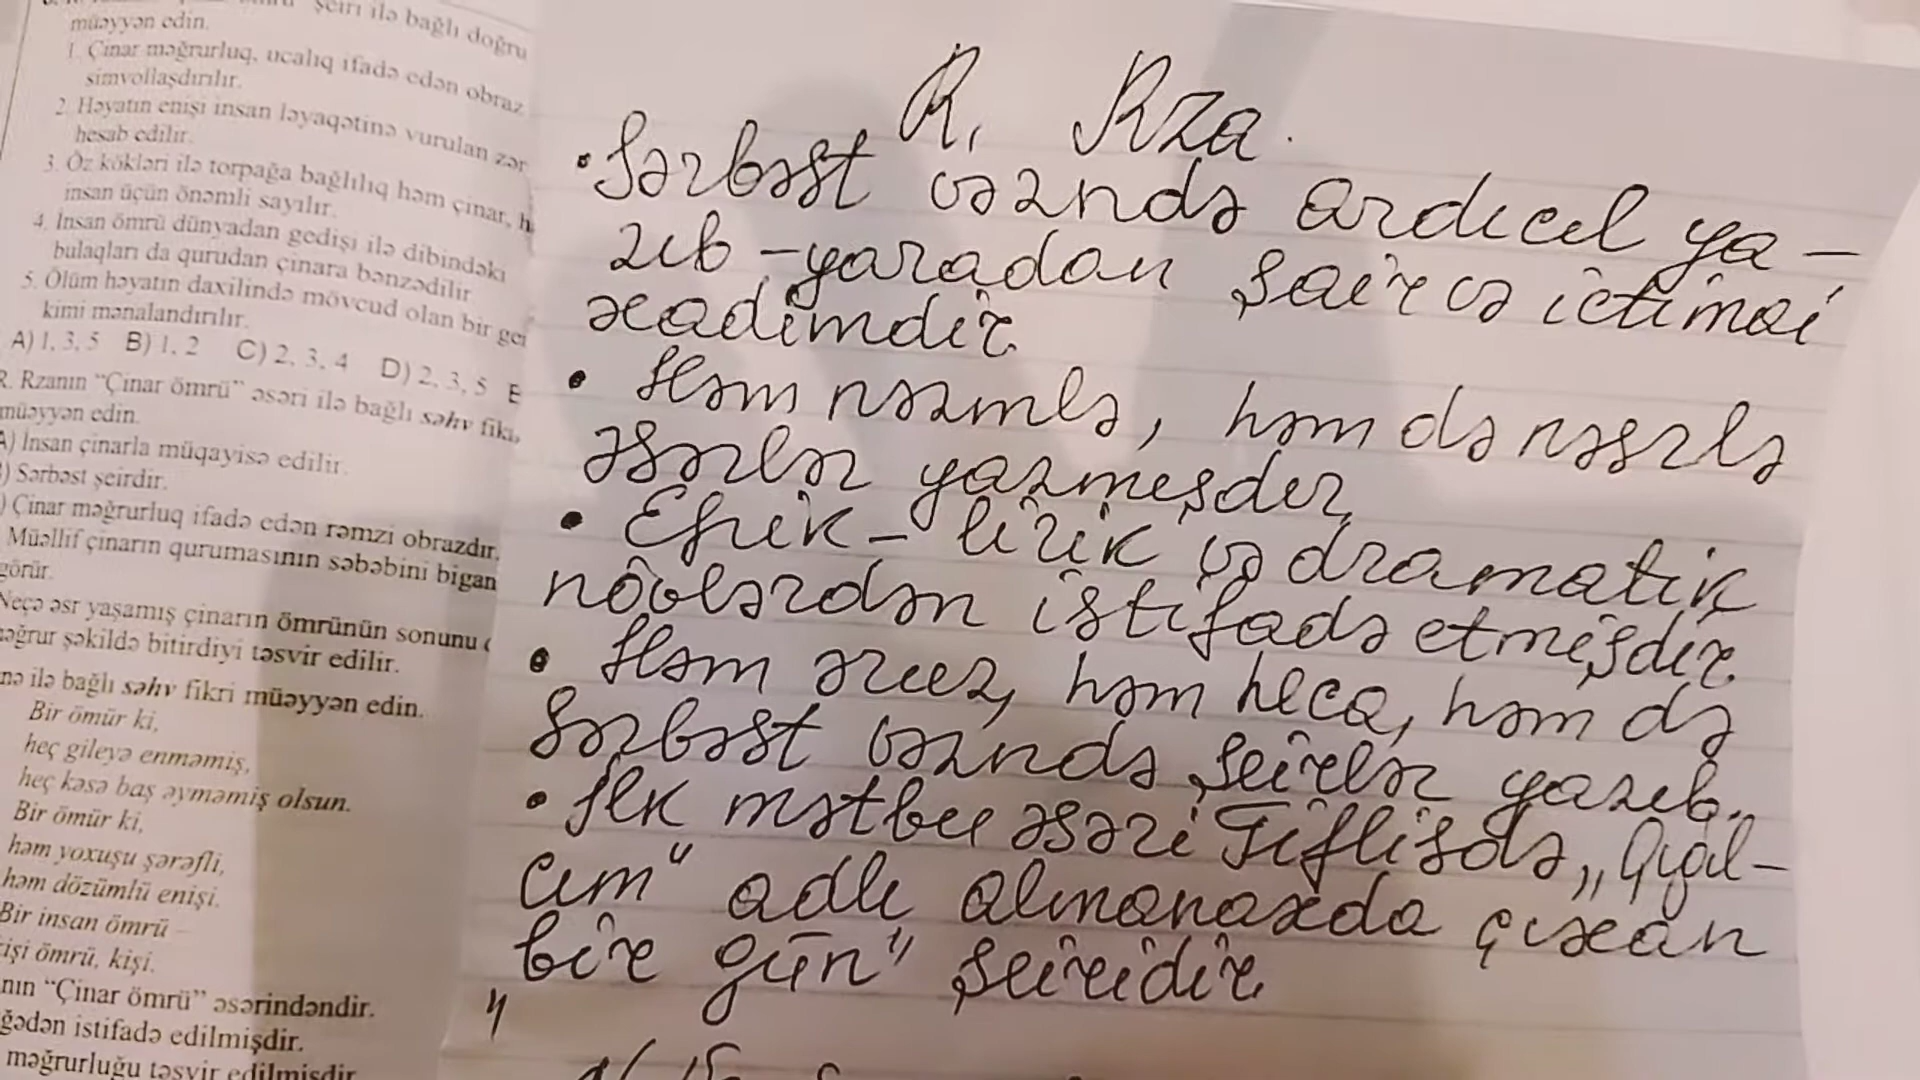 şeiri ilə bağlı doğru
müəyyən edin.
1. Çinar məğrurluq, ucalıq ifadə edən obraz
simvollaşdırılır.
2. Həyatın enişi insan ləyaqətinə vurulan zər
hesab edilir.
3. Öz kökləri ilə torpağa bağlılıq həm çinar, h
insan üçün önəmli sayılır.
4. İnsan ömrü dünyadan gedişi ilə dibindəki
bulaqları da qurudan çinara bənzədilir.
5. Ölüm həyatın daxilində mövcud olan bir ger
kimi mənalandırılır.
A) 1, 3, 5 B) 1, 2 C) 2, 3, 4 D) 2, 3, 5 E
R. Rzanın “Çinar ömrü” əsəri ilə bağlı səhv fikr
müəyyən edin.
A) İnsan çinarla müqayisə edilir.
) Sərbəst şeirdir.
) Çinar məğrurluq ifadə edən rəmzi obrazdır.
Müəllif çinarın qurumasının səbəbini bigan
görür.
Neçə əsr yaşamış çinarın ömrünün sonunu
məğrur şəkildə bitirdiyi təsvir edilir.
nə ilə bağlı səhv fikri müəyyən edin.
Bir ömür ki,
heç gileyə enməmiş,
heç kəsə baş əyməmiş olsun.
Bir ömür ki,
həm yoxuşu şərəfli,
həm dözümlü enişi.
Bir insan ömrü –
kişi ömrü, kişi.
nın “Çinar ömrü” əsərindəndir.
ğədən istifadə edilmişdir.
məğrurluğu təsvir edilmişdir.
R. Rza.
• Sərbəst vəzndə ardıcıl ya-
zıb-yaradan şair və ictimai
xadimdir.
• Həm nəzmlə, həm də nəsrlə
əsərlər yazmışdır.
• Epik-lirik və dramatik
növlərdən istifadə etmişdir.
• Həm əruz, həm heca, həm də
Sərbəst vəzndə şeirlər yazıb.
• İlk mətbu əsəri Tiflisdə „Qığıl-
cım“ adlı almanaxda çıxan
„bir gün“ şeiridir.